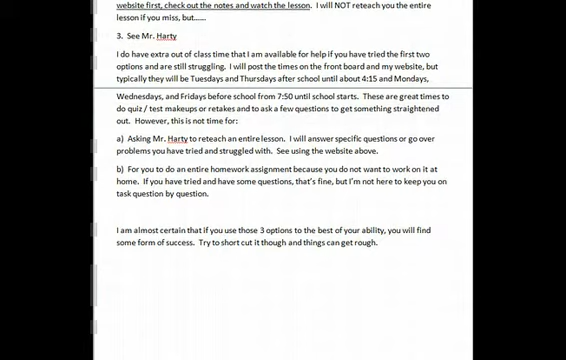 website first, check out the notes and watch the lesson.  I will NOT reteach you the entire
lesson if you miss, but......
3.  See Mr. Harty
I do have extra out of class time that I am available for help if you have tried the first two
options and are still struggling.  I will post the times on the front board and my website, but
typically they will be Tuesdays and Thursdays after school until about 4:15 and Mondays,
Wednesdays, and Fridays before school from 7:50 until school starts.  These are great times to
do quiz / test makeups or retakes and to ask a few questions to get something straightened
out.  However, this is not time for:
a)  Asking Mr. Harty to reteach an entire lesson.  I will answer specific questions or go over
problems you have tried and struggled with.  See using the website above.
b)  For you to do an entire homework assignment because you do not want to work on it at
home.  If you have tried and have some questions, that's fine, but I'm not here to keep you on
task question by question.
I am almost certain that if you use those 3 options to the best of your ability, you will find
some form of success.  Try to short cut it though and things can get rough.